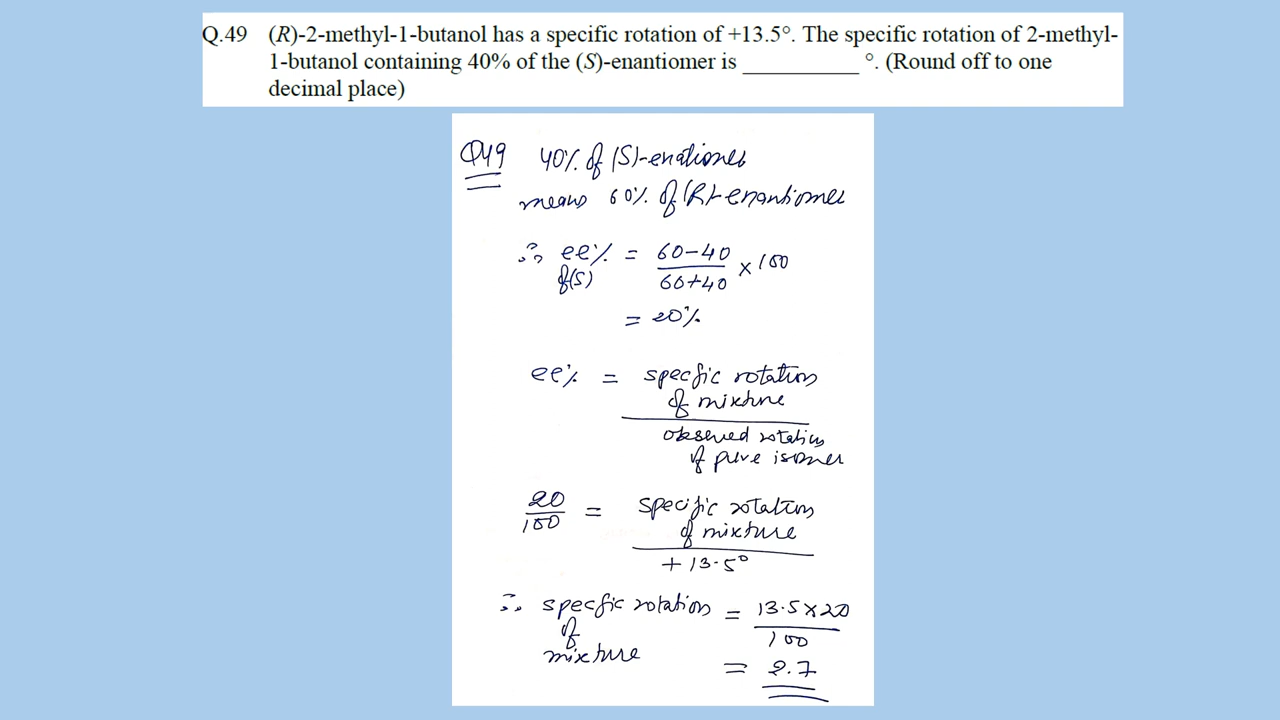 Q.49 (R)-2-methyl-1-butanol has a specific rotation of +13.5°. The specific rotation of 2-methyl-
1-butanol containing 40% of the (S)-enantiomer is __________ °. (Round off to one
decimal place)
Q49 40% of (S)-enationer
means 60% of (R)-enantiomer
∴ ee% = 60-40 / 60+40 × 100
of(S)
= 20%
ee% = specfic rotation
of mixture
observed rotation
of pure isomer
20/100 = specific rotation
of mixture
+13.5°
∴ specfic rotation = 13.5×20 / 100
of
mixture
= 2.7